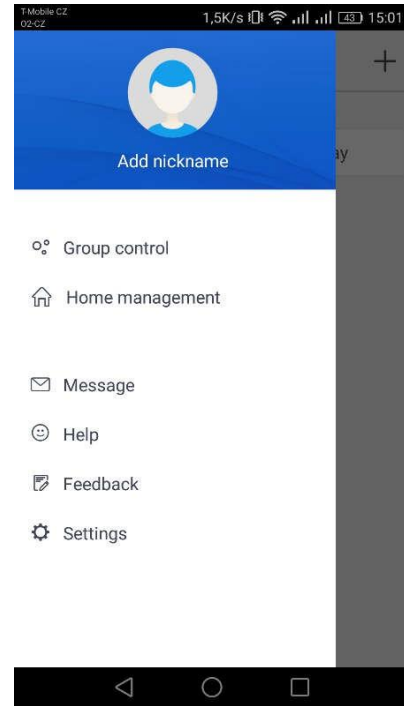 T-Mobile CZ
O2-CZ
1,5K/s 43 15:01
Add nickname
ay
Group control
Home management
Message
Help
Feedback
Settings